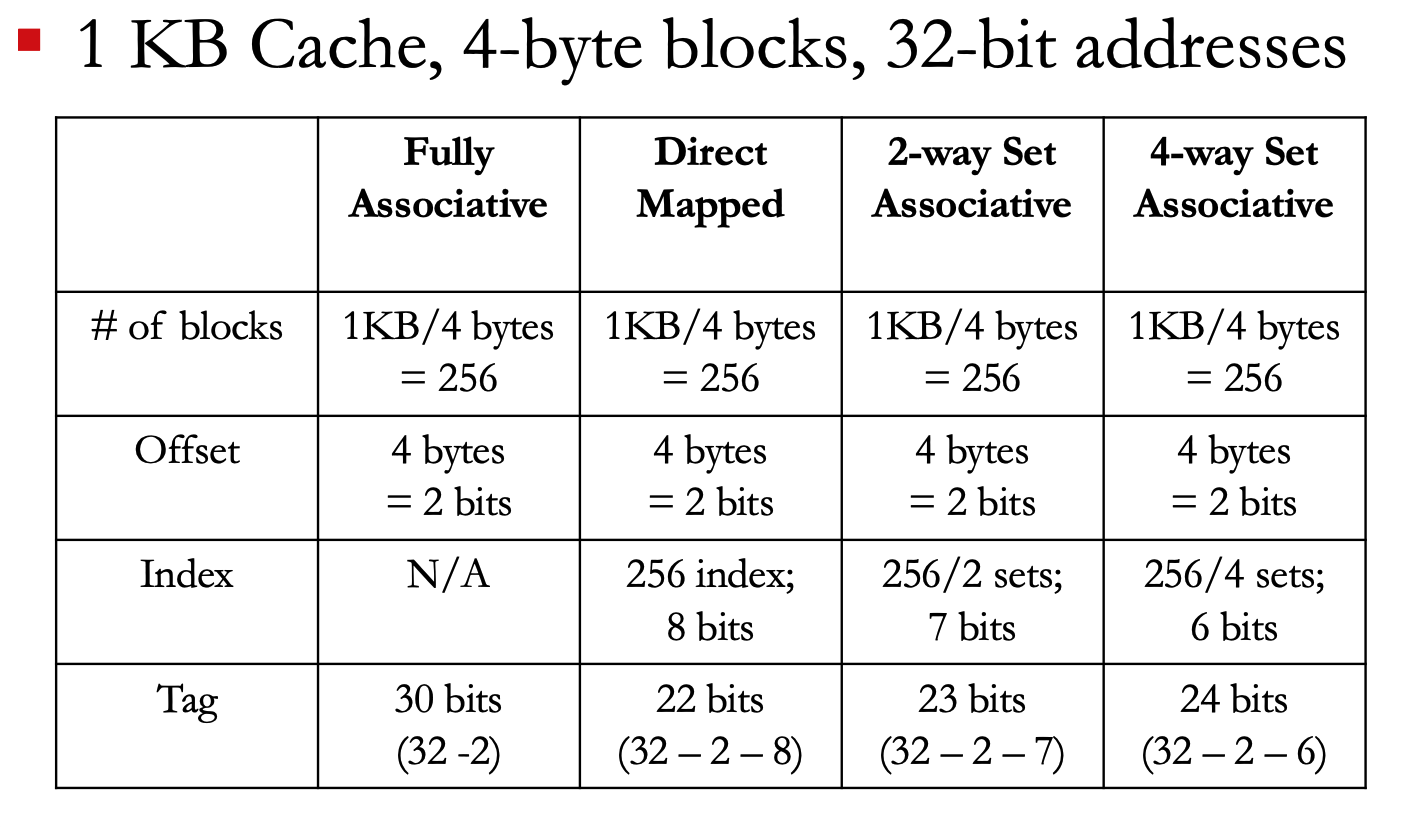 ▪ 1 KB Cache, 4-byte blocks, 32-bit addresses
Fully Associative
Direct Mapped
2-way Set Associative
4-way Set Associative
# of blocks
1KB/4 bytes = 256
1KB/4 bytes = 256
1KB/4 bytes = 256
1KB/4 bytes = 256
Offset
4 bytes = 2 bits
4 bytes = 2 bits
4 bytes = 2 bits
4 bytes = 2 bits
Index
N/A
256 index; 8 bits
256/2 sets; 7 bits
256/4 sets; 6 bits
Tag
30 bits (32 -2)
22 bits (32 – 2 – 8)
23 bits (32 – 2 – 7)
24 bits (32 – 2 – 6)